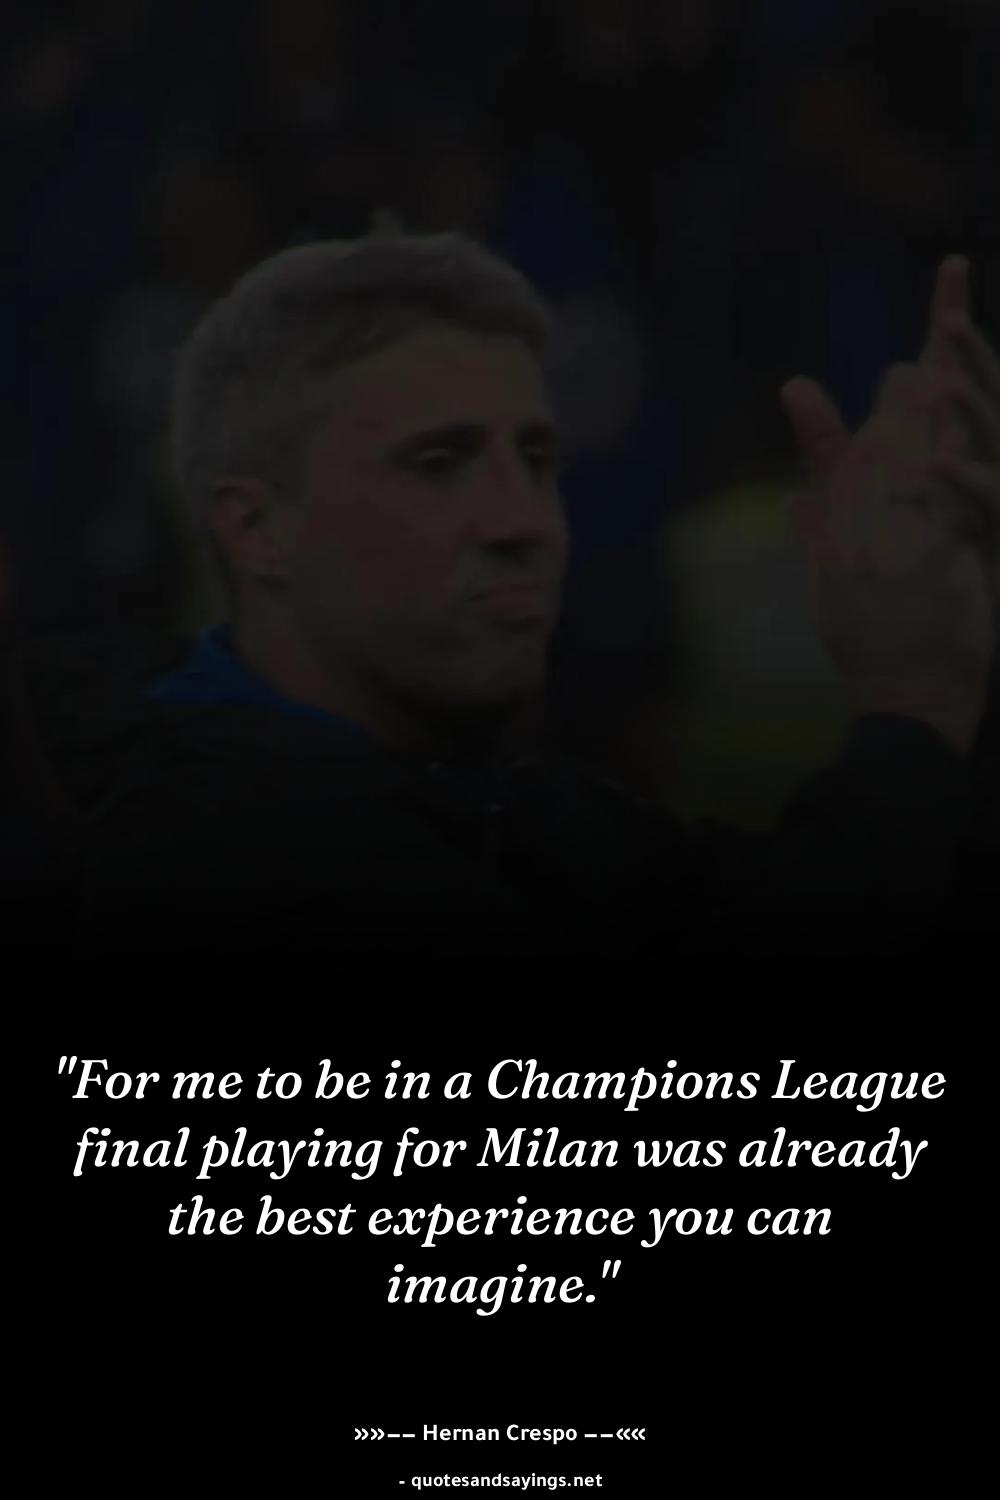 "For me to be in a Champions League
final playing for Milan was already
the best experience you can
imagine."
»»−− Hernan Crespo −−««
- quotesandsayings.net